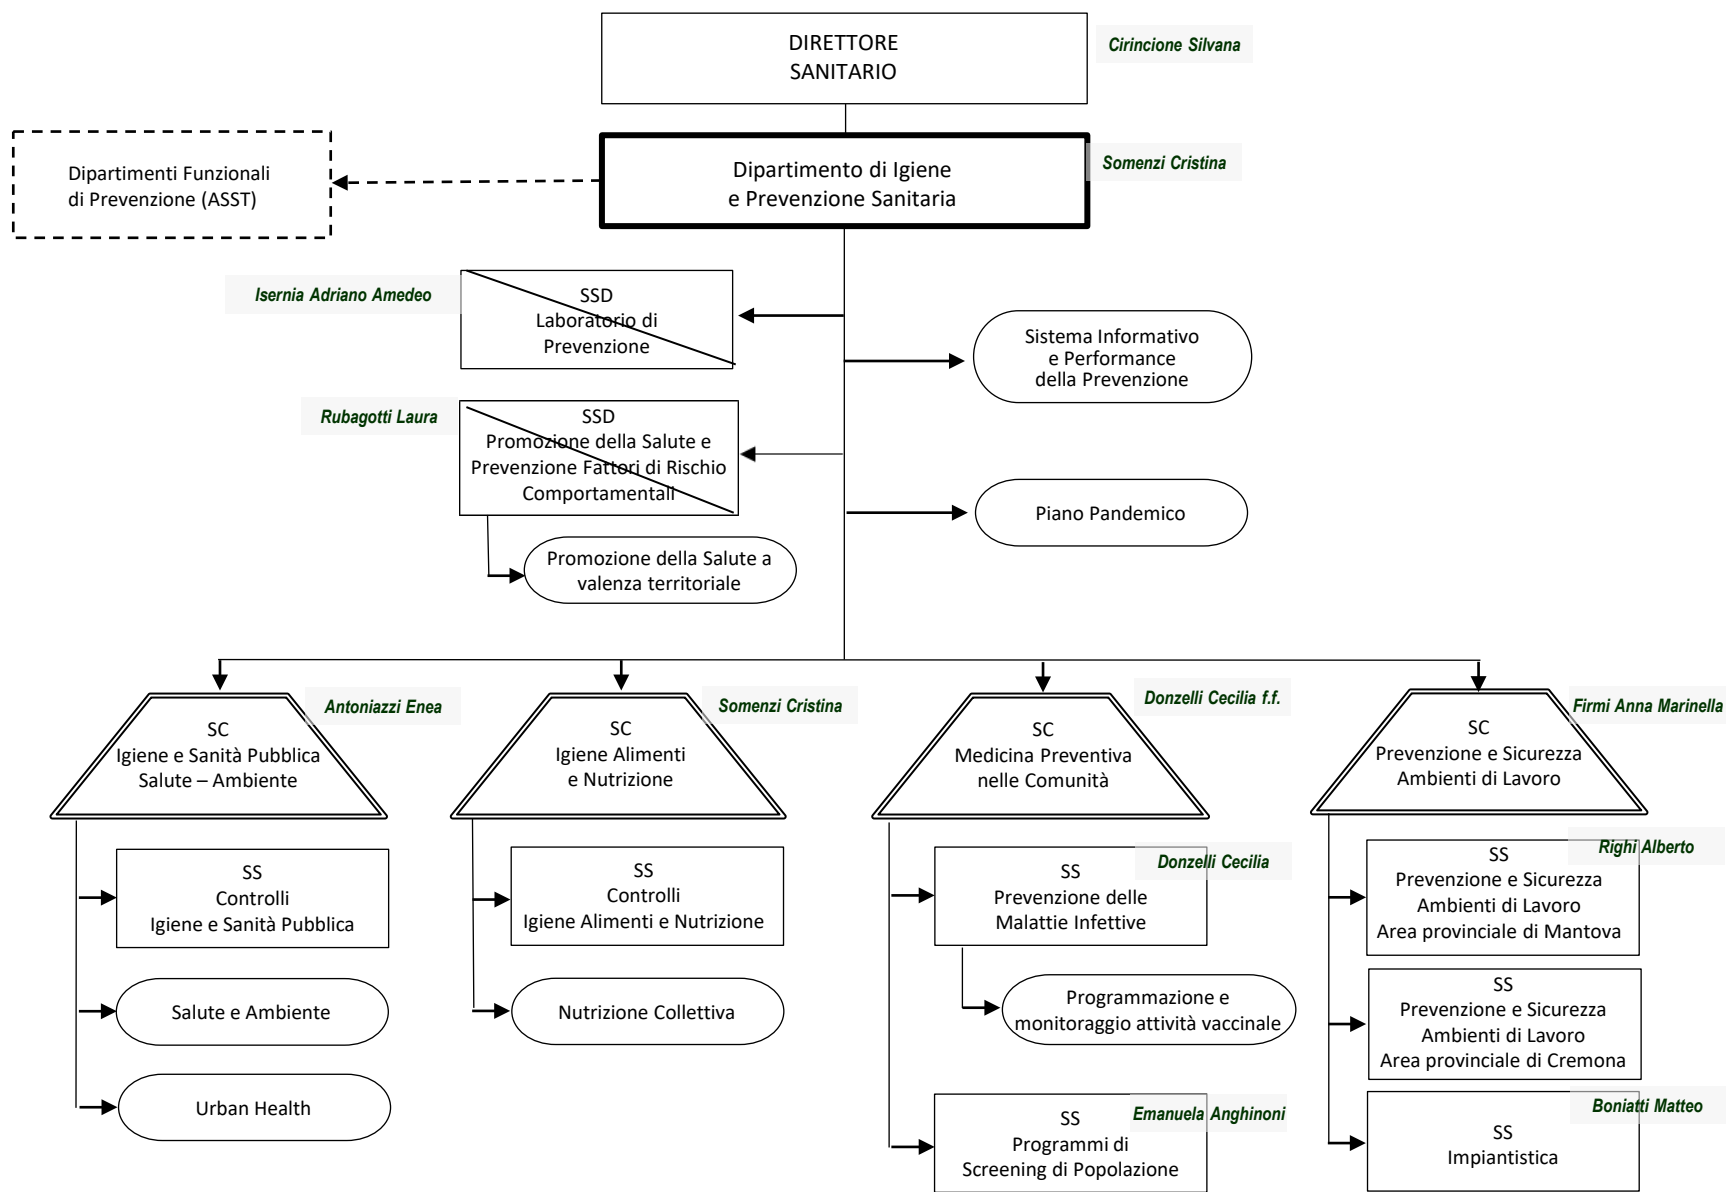 DIRETTORE
SANITARIO
Cirincione Silvana
Dipartimenti Funzionali
di Prevenzione (ASST)
Dipartimento di Igiene
e Prevenzione Sanitaria
Somenzi Cristina
Isernia Adriano Amedeo
SSD
Laboratorio di
Prevenzione
Sistema Informativo
e Performance
della Prevenzione
Rubagotti Laura
SSD
Promozione della Salute e
Prevenzione Fattori di Rischio
Comportamentali
Piano Pandemico
Promozione della Salute a
valenza territoriale
Antoniazzi Enea
SC
Igiene e Sanità Pubblica
Salute – Ambiente
Somenzi Cristina
SC
Igiene Alimenti
e Nutrizione
Donzelli Cecilia f.f.
SC
Medicina Preventiva
nelle Comunità
Firmi Anna Marinella
SC
Prevenzione e Sicurezza
Ambienti di Lavoro
SS
Controlli
Igiene e Sanità Pubblica
Salute e Ambiente
Urban Health
SS
Controlli
Igiene Alimenti e Nutrizione
Nutrizione Collettiva
Donzelli Cecilia
SS
Prevenzione delle
Malattie Infettive
Programmazione e
monitoraggio attività vaccinale
Emanuela Anghinoni
SS
Programmi di
Screening di Popolazione
Righi Alberto
SS
Prevenzione e Sicurezza
Ambienti di Lavoro
Area provinciale di Mantova
SS
Prevenzione e Sicurezza
Ambienti di Lavoro
Area provinciale di Cremona
Boniatti Matteo
SS
Impiantistica